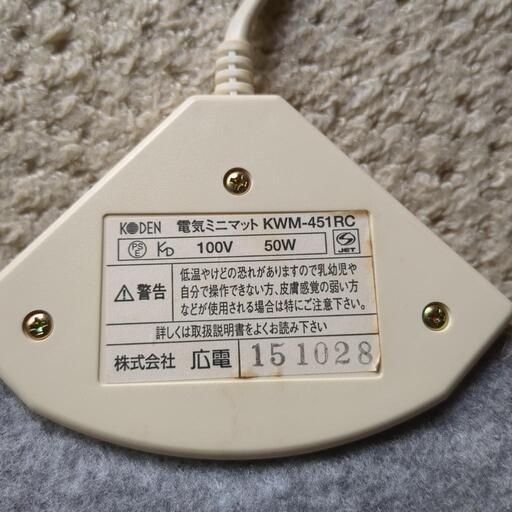 KODEN 電気ミニマット KWM-451RC
PS E KD 100V 50W S JET
警告 低温やけどの恐れがありますので乳幼児や
自分で操作できない方、皮膚感覚の弱い方
などが使用される場合は特にご注意下さい。
詳しくは取扱説明書をよくお読み下さい
株式会社 広電 151028